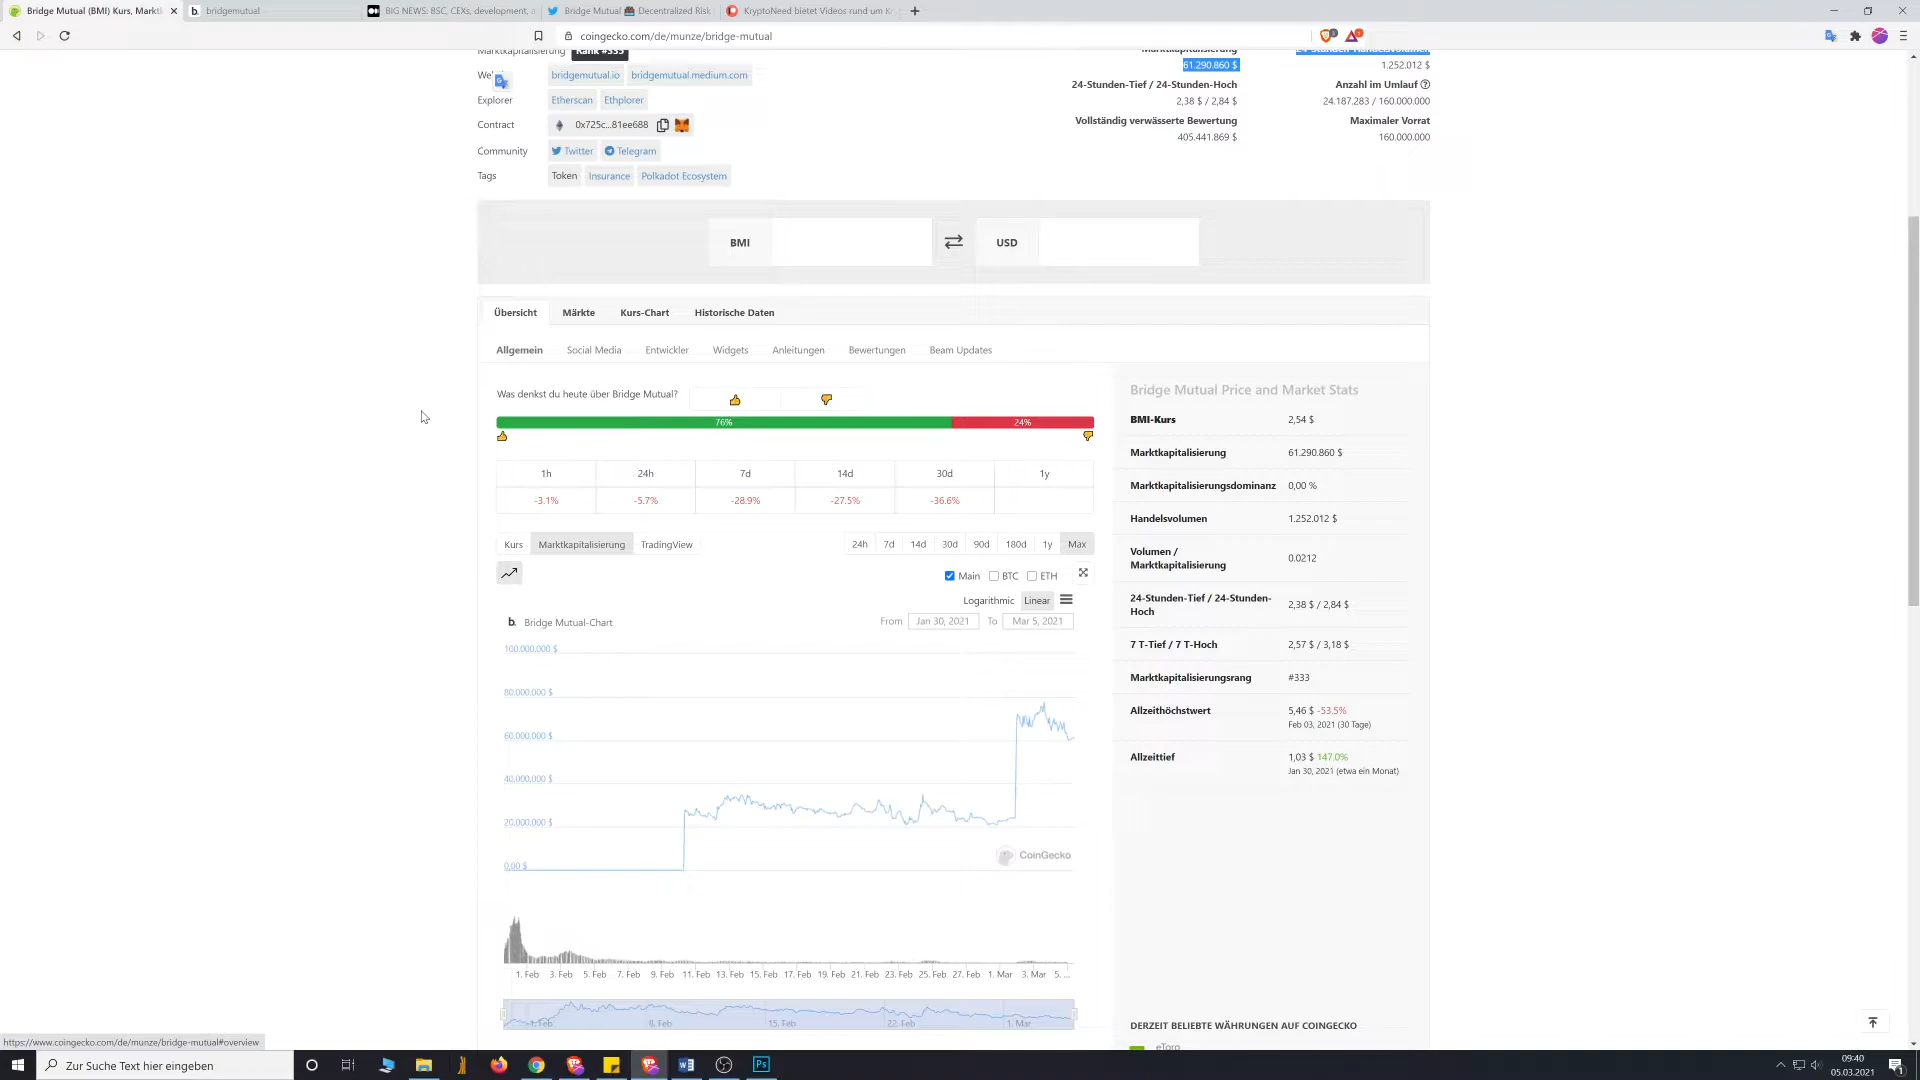 Bridge Mutual (BMI) Kurs, Markt
bridgemutual
BIG NEWS: BSC, CEXs, development, a
Bridge Mutual Decentralized Risk
KryptoNeed bietet Videos rund um K
coingecko.com/de/munze/bridge-mutual
Marktkapitalisierung Rank #333
bridgemutual.io bridgemutual.medium.com
Explorer Etherscan Ethplorer
Contract 0x725c...81ee688
Community Twitter Telegram
Tags Token Insurance Polkadot Ecosystem
Marktkapitalisierung
61.290.860 $
24-Stunden-Tief / 24-Stunden-Hoch
2,38 $ / 2,84 $
Vollständig verwässerte Bewertung
405.441.869 $
24-Stunden Handelsvolumen
1.252.012 $
Anzahl im Umlauf
24.187.283 / 160.000.000
Maximaler Vorrat
160.000.000
BMI USD
Übersicht Märkte Kurs-Chart Historische Daten
Allgemein Social Media Entwickler Widgets Anleitungen Bewertungen Beam Updates
Was denkst du heute über Bridge Mutual?
76% 24%
1h 24h 7d 14d 30d 1y
-3.1% -5.7% -28.9% -27.5% -36.6%
Kurs Marktkapitalisierung TradingView 24h 7d 14d 30d 90d 180d 1y Max
Main BTC ETH
Logarithmic Linear
b. Bridge Mutual-Chart From Jan 30, 2021 To Mar 5, 2021
100.000.000 $
80.000.000 $
60.000.000 $
40.000.000 $
20.000.000 $
0,00 $
CoinGecko
1. Feb 3. Feb 5. Feb 7. Feb 9. Feb 11. Feb 13. Feb 15. Feb 17. Feb 19. Feb 21. Feb 23. Feb 25. Feb 27. Feb 1. Mar 3. Mar 5. ...
1. Feb 8. Feb 15. Feb 22. Feb 1. Mar
Bridge Mutual Price and Market Stats
BMI-Kurs 2,54 $
Marktkapitalisierung 61.290.860 $
Marktkapitalisierungsdominanz 0,00 %
Handelsvolumen 1.252.012 $
Volumen /
Marktkapitalisierung 0.0212
24-Stunden-Tief / 24-Stunden-
Hoch 2,38 $ / 2,84 $
7 T-Tief / 7 T-Hoch 2,57 $ / 3,18 $
Marktkapitalisierungsrang #333
Allzeithöchstwert 5,46 $ -53.5%
Feb 03, 2021 (30 Tage)
Allzeittief 1,03 $ 147.0%
Jan 30, 2021 (etwa ein Monat)
DERZEIT BELIEBTE WÄHRUNGEN AUF COINGECKO
eToro
https://www.coingecko.com/de/munze/bridge-mutual#overview
Zur Suche Text hier eingeben
09:40
05.03.2021